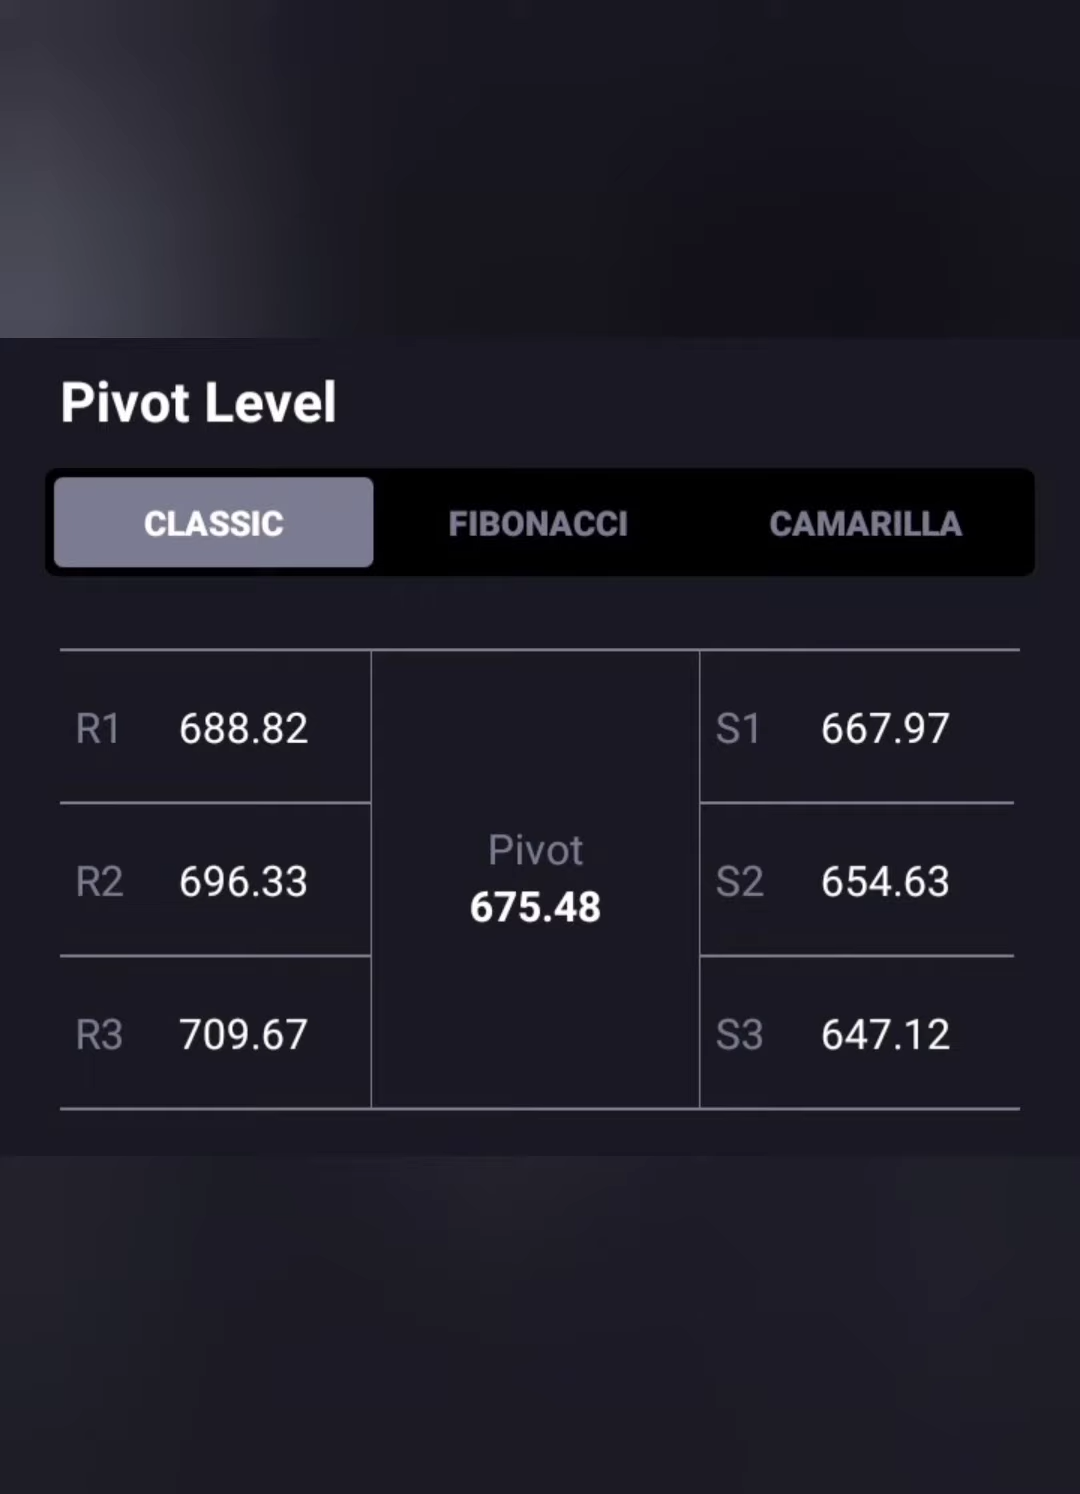 Pivot Level
CLASSIC FIBONACCI CAMARILLA
R1 688.82
R2 696.33
R3 709.67
Pivot
675.48
S1 667.97
S2 654.63
S3 647.12